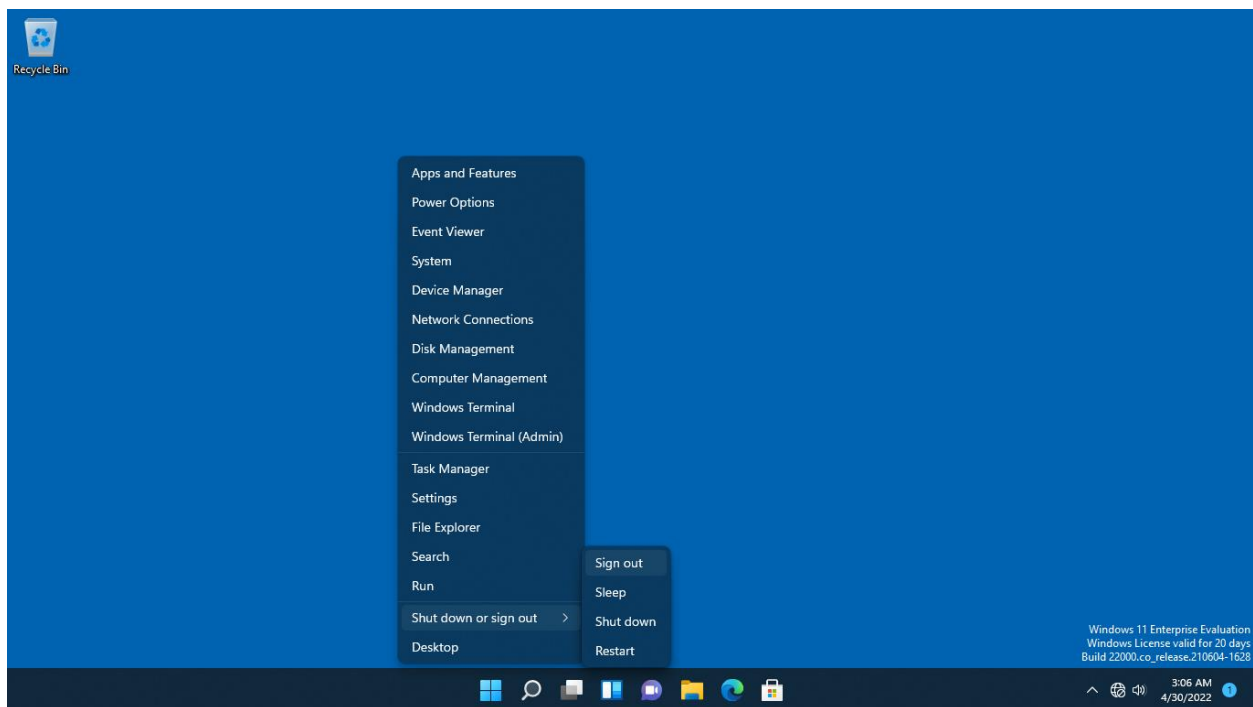 Recycle Bin
Apps and Features
Power Options
Event Viewer
System
Device Manager
Network Connections
Disk Management
Computer Management
Windows Terminal
Windows Terminal (Admin)
Task Manager
Settings
File Explorer
Search
Run
Shut down or sign out
Desktop
Sign out
Sleep
Shut down
Restart
Windows 11 Enterprise Evaluation
Windows License valid for 20 days
Build 22000.co_release.210604-1628
3:06 AM
4/30/2022
1